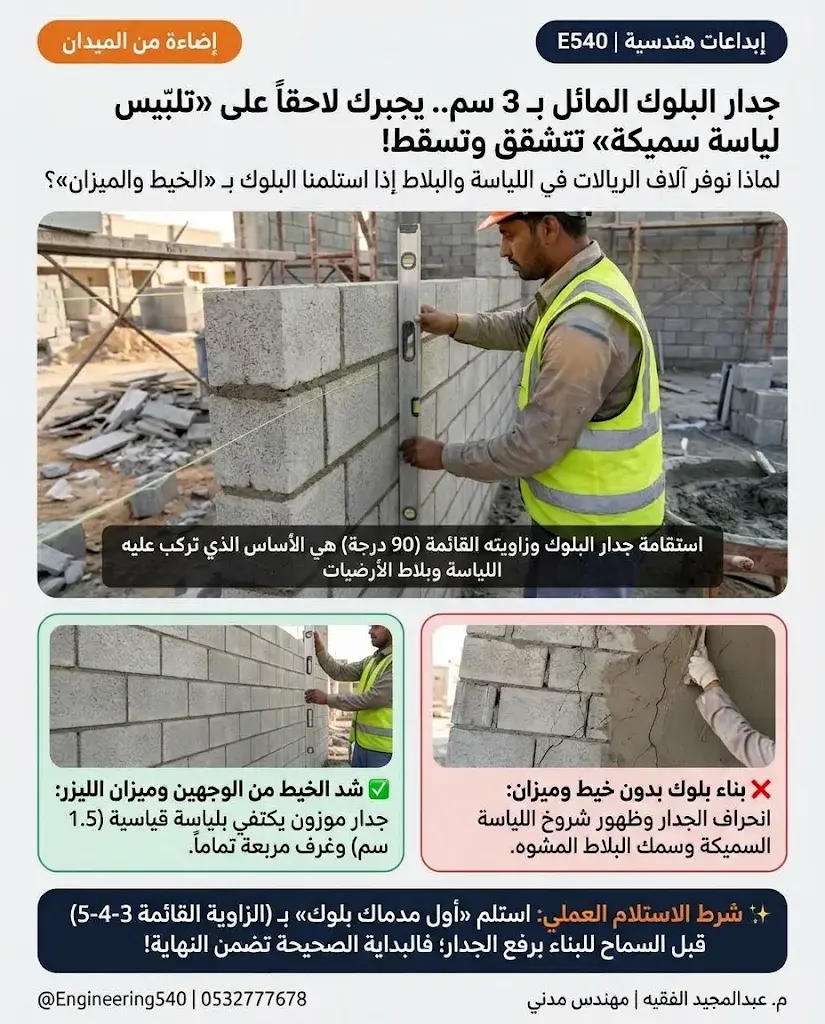 إبداعات هندسية | E540
إضاءة من الميدان
جدار البلوك المائل بـ 3 سم.. يجبرك لاحقاً على «تلبّيس
لياسة سميكة» تتشقق وتسقط!
لماذا نوفر آلاف الريالات في اللياسة والبلاط إذا استلمنا البلوك بـ «الخيط والميزان»؟
استقامة جدار البلوك وزاويته القائمة (90 درجة) هي الأساس الذي تركب عليه
اللياسة وبلاط الأرضيات
❌ بناء بلوك بدون خيط وميزان:
انحراف الجدار وظهور شروخ اللياسة
السميكة وسمك البلاط المشوه.
✅ شد الخيط من الوجهين وميزان الليزر:
جدار موزون يكتفي بلياسة قياسية (1.5
سم) وغرف مربعة تماماً.
✨ شرط الاستلام العملي: استلم «أول مدماك بلوك» بـ (الزاوية القائمة 3-4-5)
قبل السماح للبناء برفع الجدار؛ فالبداية الصحيحة تضمن النهاية!
م. عبدالمجيد الفقيه | مهندس مدني
@Engineering540 | 0532777678